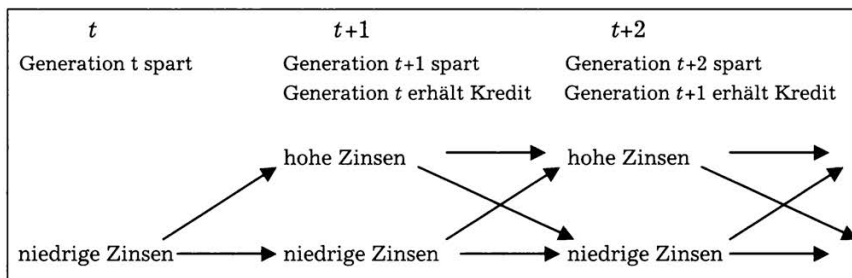 t t+1 t+2
Generation t spart Generation t+1 spart Generation t+2 spart
Generation t erhält Kredit Generation t+1 erhält Kredit
hohe Zinsen hohe Zinsen
niedrige Zinsen niedrige Zinsen niedrige Zinsen